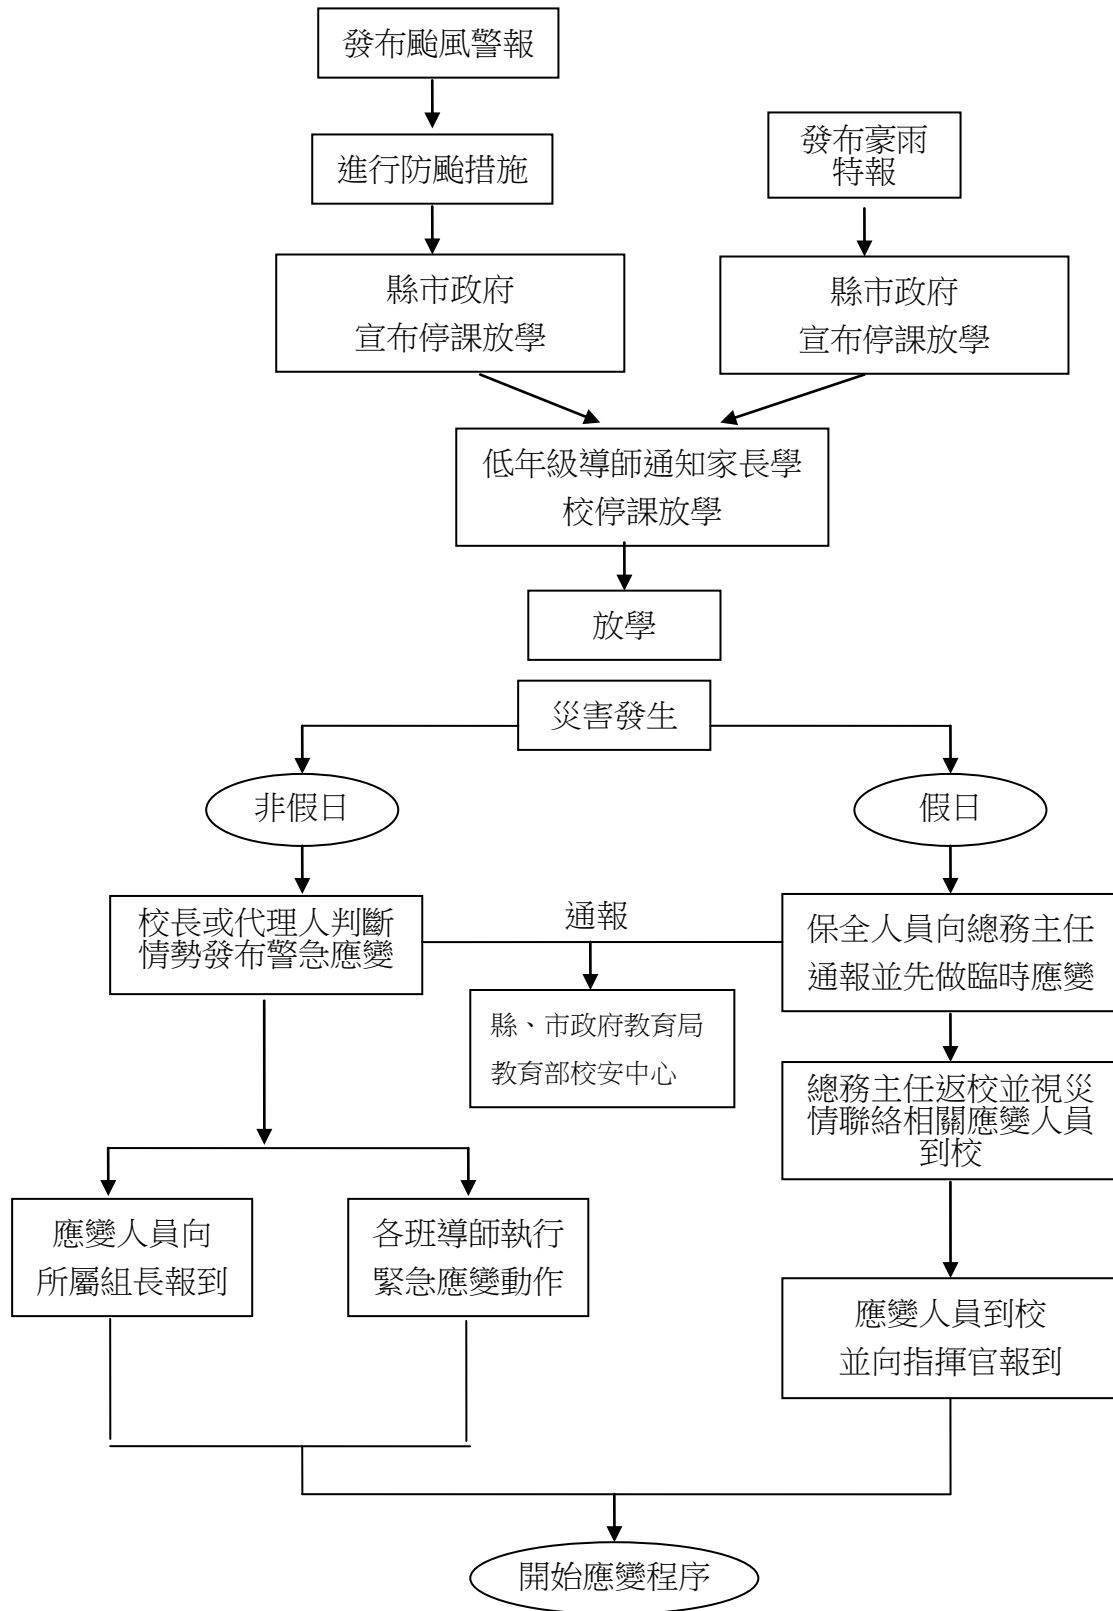 發布颱風警報
進行防颱措施
發布豪雨
特報
縣市政府
宣布停課放學
縣市政府
宣布停課放學
低年級導師通知家長學
校停課放學
放學
災害發生
非假日
假日
校長或代理人判斷
情勢發布警急應變
通報
保全人員向總務主任
通報並先做臨時應變
縣、市政府教育局
教育部校安中心
總務主任返校並視災
情聯絡相關應變人員
到校
應變人員向
所屬組長報到
各班導師執行
緊急應變動作
應變人員到校
並向指揮官報到
開始應變程序